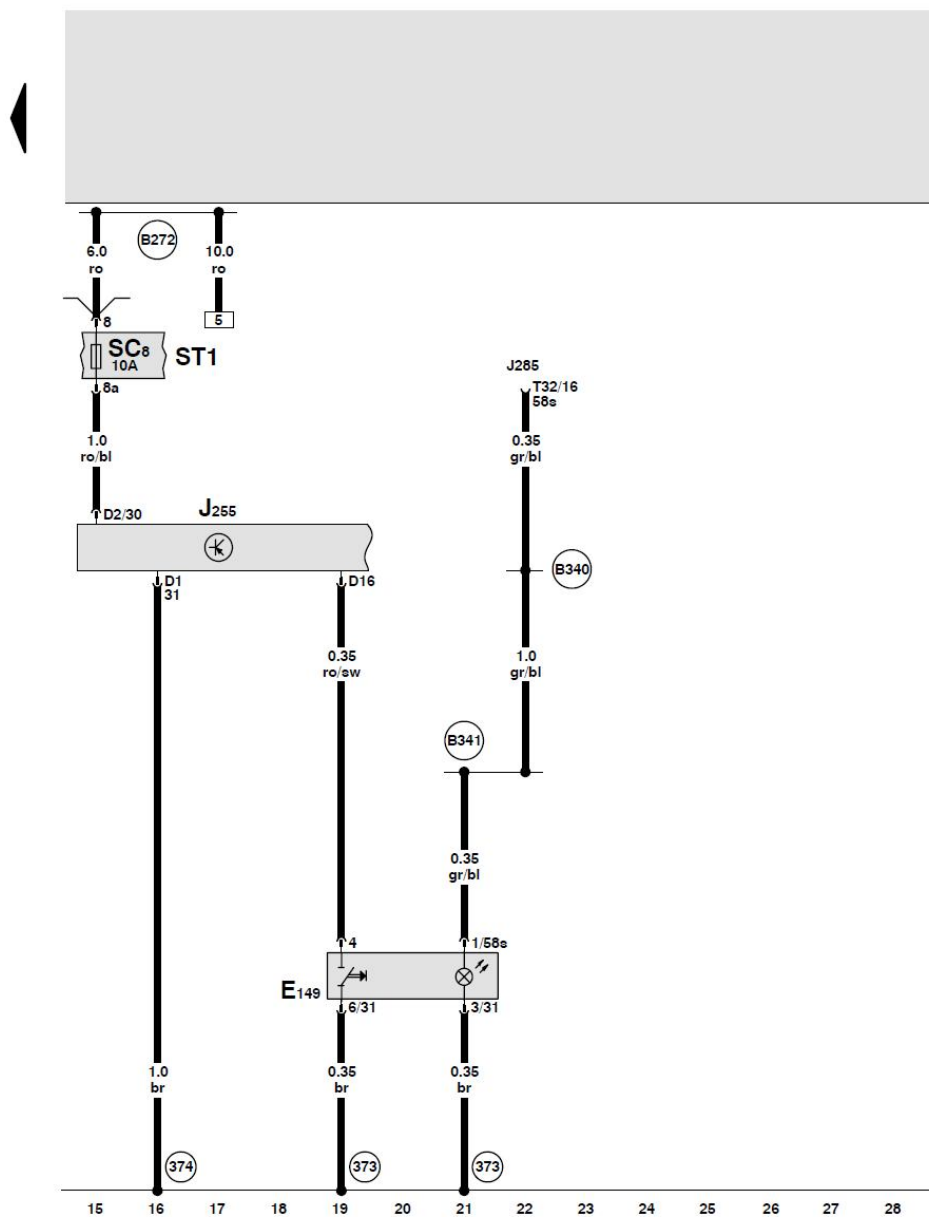 B272
6.0
ro
10.0
ro
8
5
SC8
10A
ST1
8a
J285
T32/16
58s
1.0
ro/bl
0.35
gr/bl
D2/30
J255
B340
D1
31
D16
0.35
ro/sw
1.0
gr/bl
B341
0.35
gr/bl
4
1/58s
E149
6/31
3/31
1.0
br
0.35
br
0.35
br
374
373
373
15 16 17 18 19 20 21 22 23 24 25 26 27 28